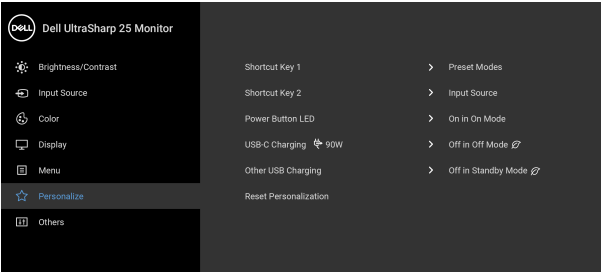 DELL Dell UltraSharp 25 Monitor
Brightness/Contrast
Input Source
Color
Display
Menu
Personalize
Others
Shortcut Key 1 > Preset Modes
Shortcut Key 2 > Input Source
Power Button LED > On in On Mode
USB-C Charging 90W > Off in Off Mode
Other USB Charging > Off in Standby Mode
Reset Personalization